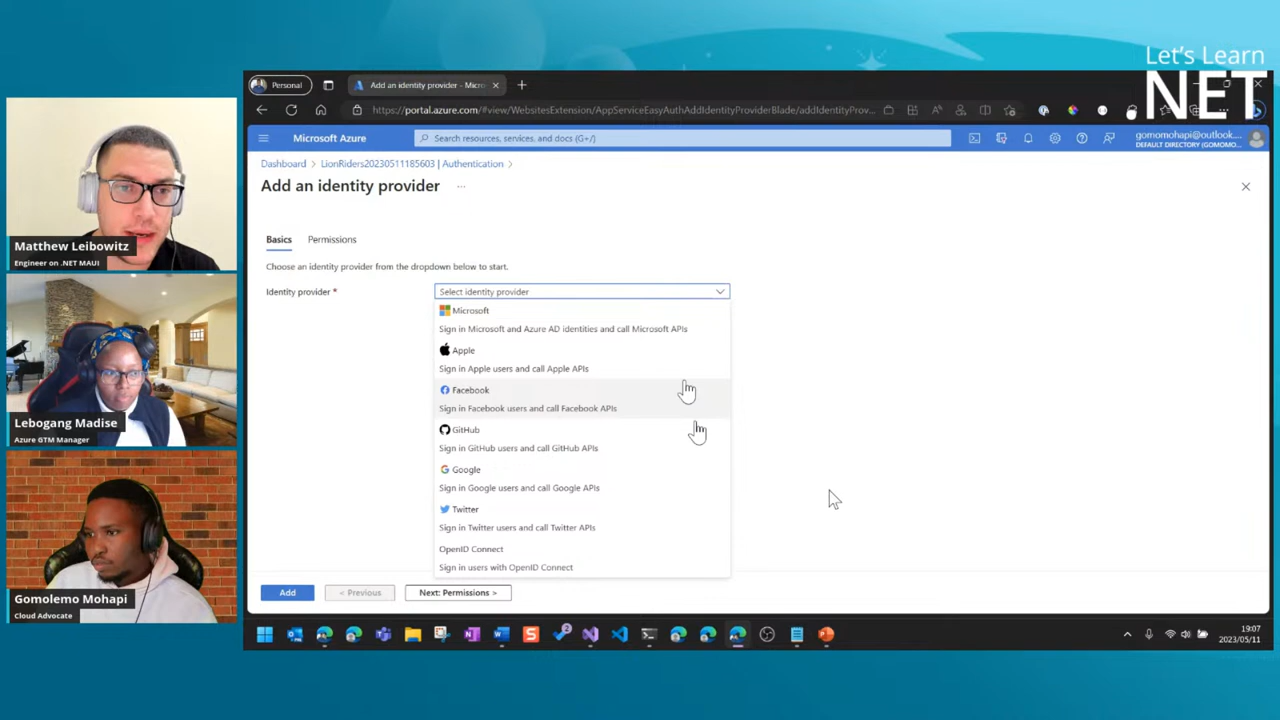 Let's Learn
.NET
Personal
Add an identity provider - Micro
https://portal.azure.com/#view/WebsitesExtension/AppServiceEasyAuthAddIdentityProviderBlade/addIdentityProv...
Microsoft Azure
Search resources, services, and docs (G+/)
gomomohapi@outlook....
DEFAULT DIRECTORY (GOMOMO...
Dashboard > LionRiders20230511185603 | Authentication >
Add an identity provider
...
Basics
Permissions
Choose an identity provider from the dropdown below to start.
Identity provider *
Select identity provider
Microsoft
Sign in Microsoft and Azure AD identities and call Microsoft APIs
Apple
Sign in Apple users and call Apple APIs
Facebook
Sign in Facebook users and call Facebook APIs
GitHub
Sign in GitHub users and call GitHub APIs
Google
Sign in Google users and call Google APIs
Twitter
Sign in Twitter users and call Twitter APIs
OpenID Connect
Sign in users with OpenID Connect
Add
< Previous
Next: Permissions >
19:07
2023/05/11
Matthew Leibowitz
Engineer on .NET MAUI
Lebogang Madise
Azure GTM Manager
Gomolemo Mohapi
Cloud Advocate